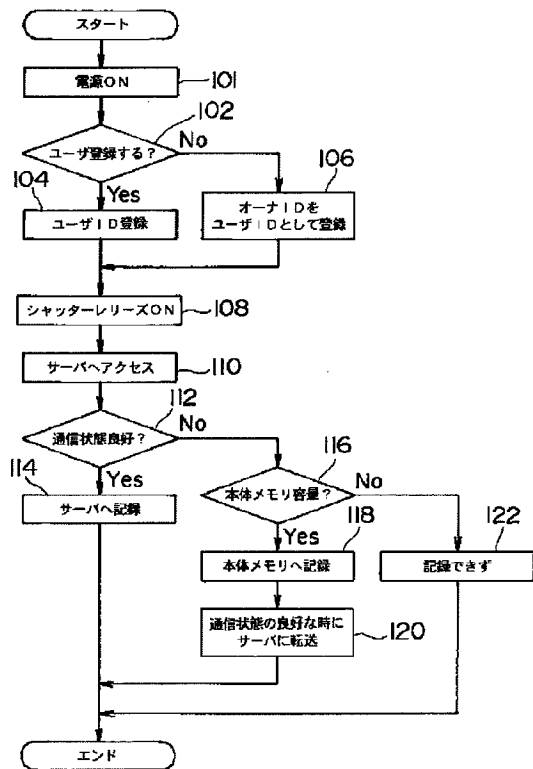 スタート
電源ON
101
102
ユーザ登録する?
No
Yes
104
106
ユーザID登録
オーナIDを
ユーザIDとして登録
シャッターレリーズON
108
サーバへアクセス
110
112
通信状態良好?
No
Yes
114
116
サーバへ記録
本体メモリ容量?
No
Yes
118
122
本体メモリへ記録
記録できず
通信状態の良好な時に
サーバに転送
120
エンド